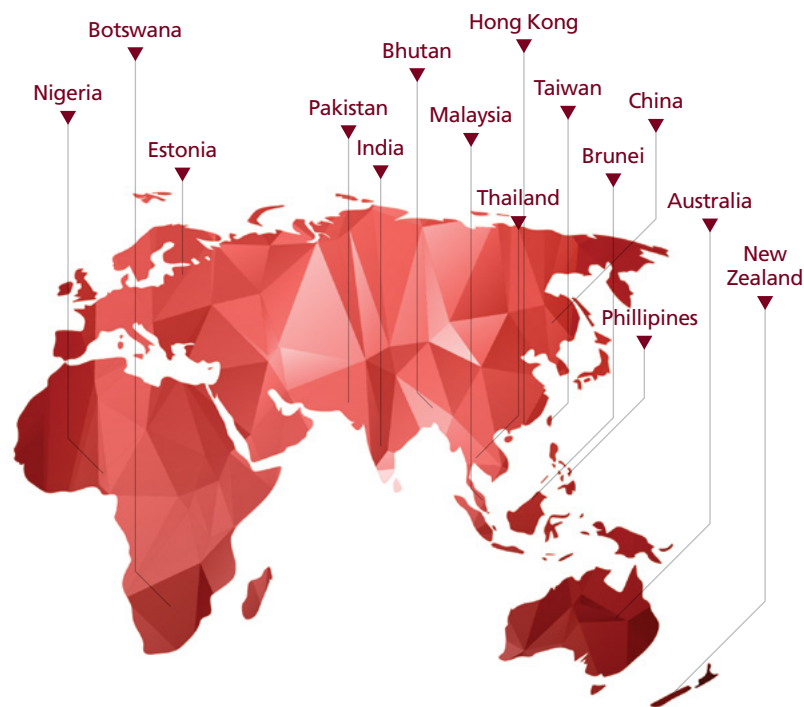 Botswana
Hong Kong
Bhutan
Nigeria
Taiwan
China
Pakistan
Malaysia
Estonia
India
Brunei
Thailand
Australia
New
Zealand
Phillipines